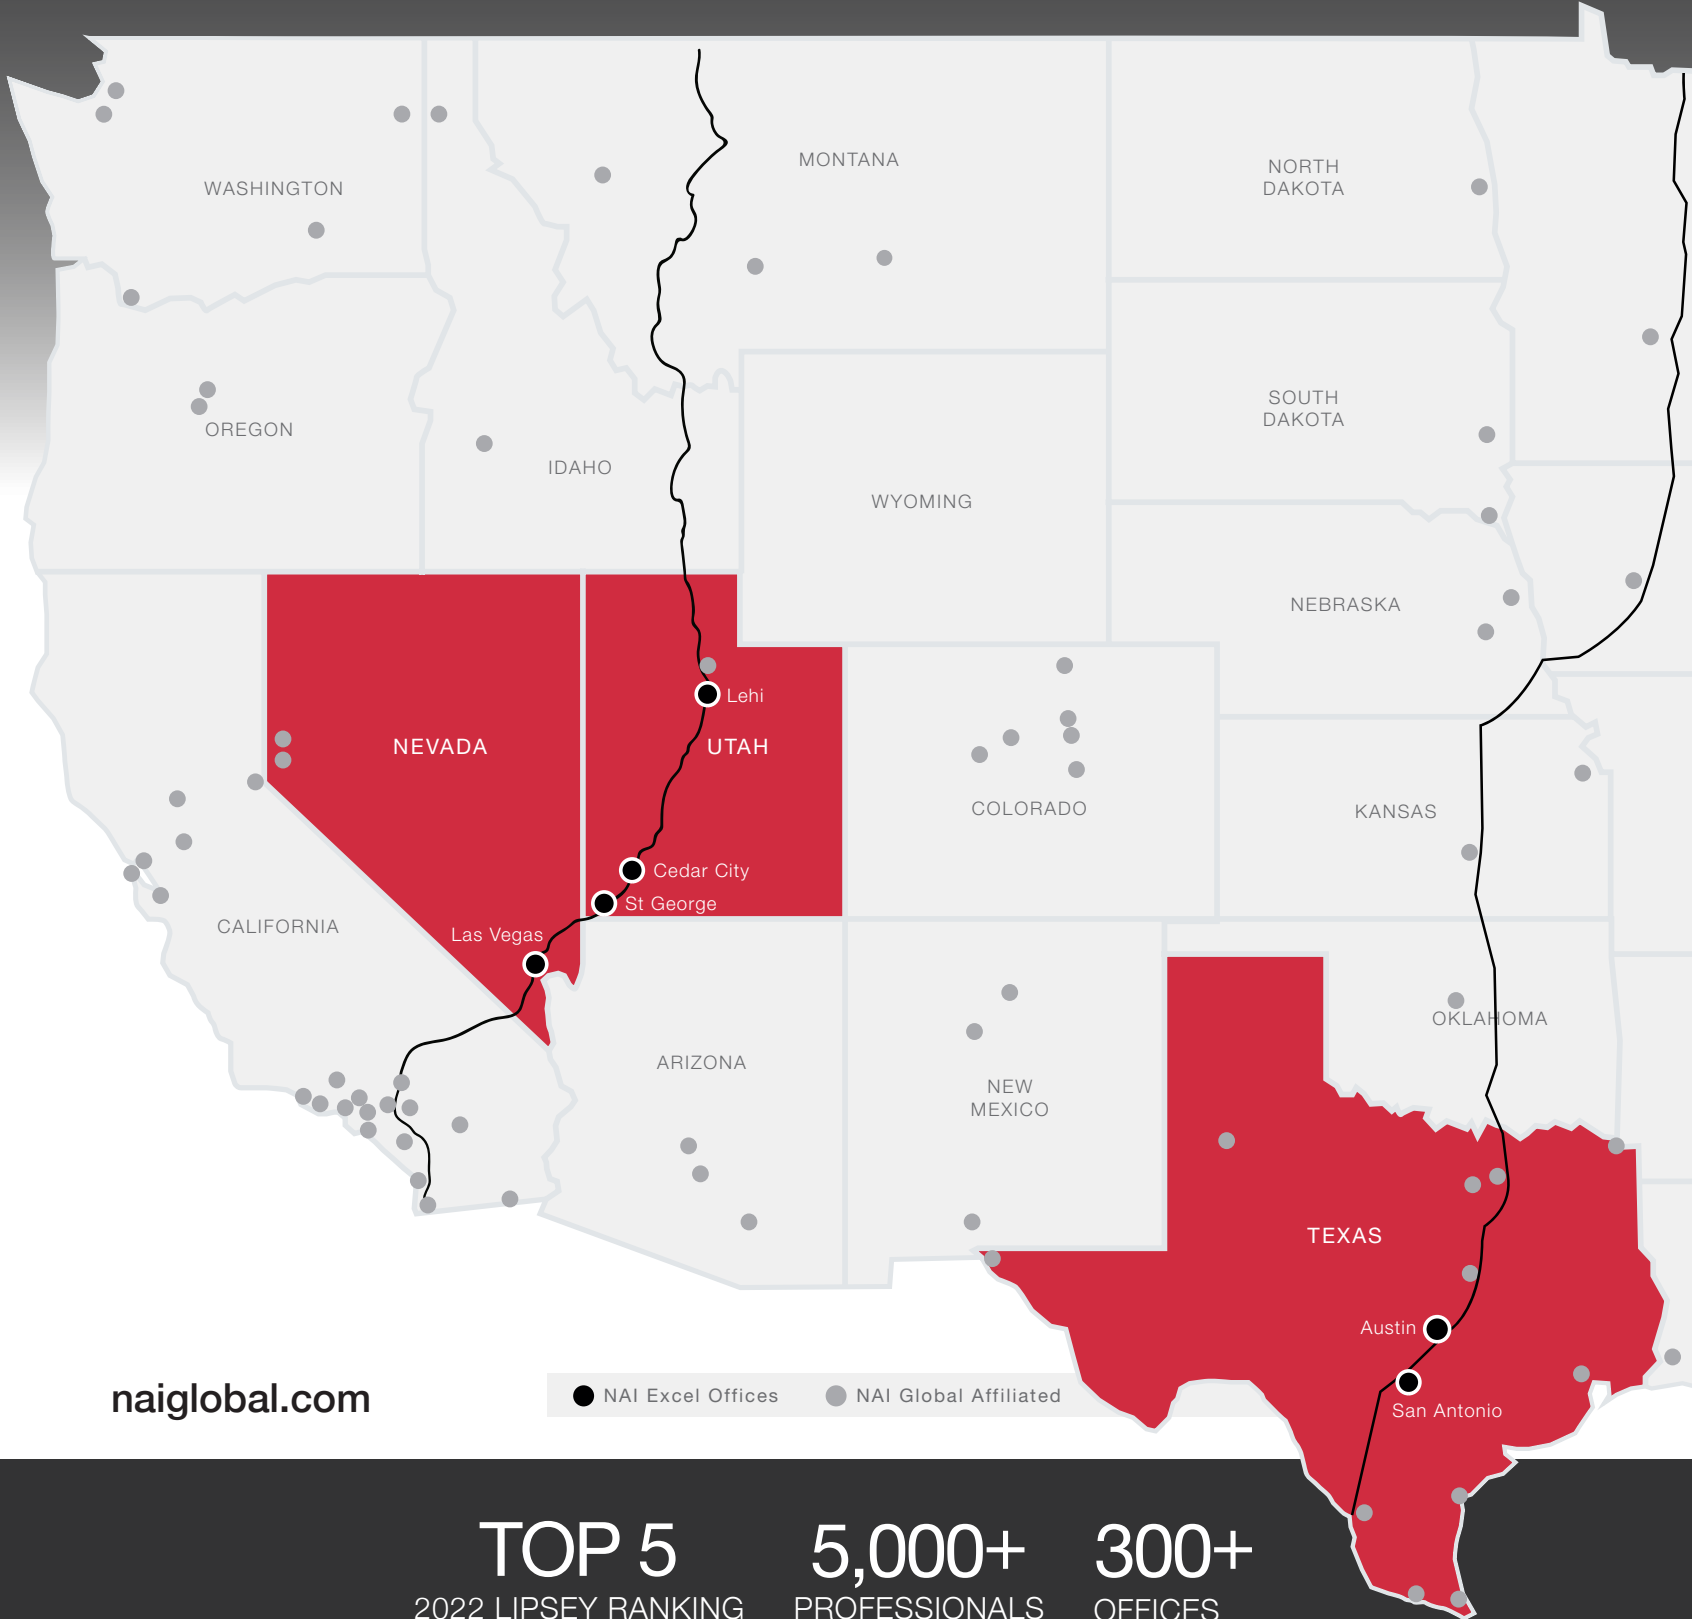 MONTANA
NORTH
DAKOTA
WASHINGTON
SOUTH
DAKOTA
OREGON
IDAHO
WYOMING
NEBRASKA
Lehi
NEVADA
UTAH
COLORADO
KANSAS
Cedar City
St George
CALIFORNIA
Las Vegas
OKLAHOMA
ARIZONA
NEW
MEXICO
TEXAS
Austin
naiglobal.com
NAI Excel Offices
NAI Global Affiliated
San Antonio
TOP 5
2022 LIPSEY RANKING
5,000+
PROFESSIONALS
300+
OFFICES